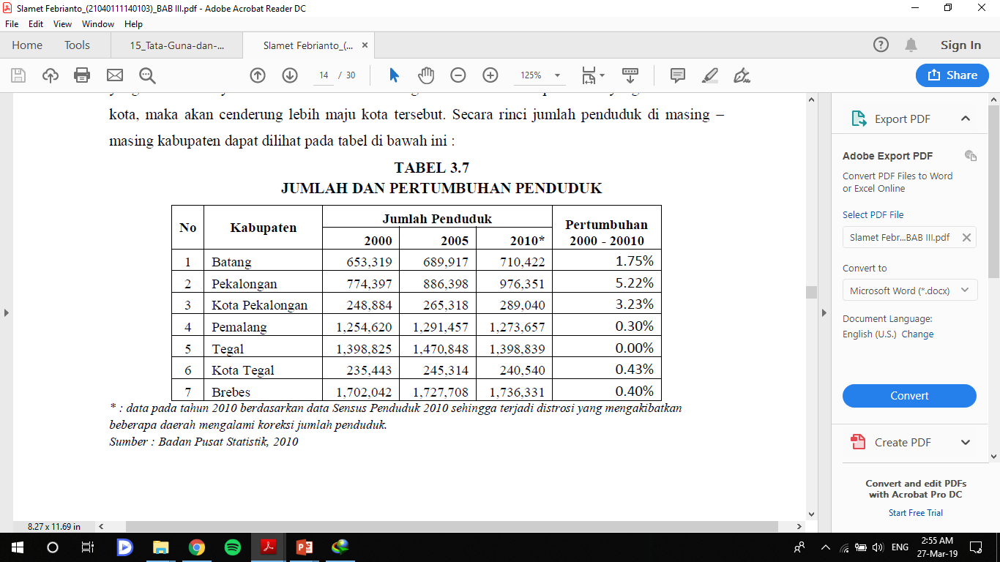 Slamet Febrianto_(21040111140103)_BAB III.pdf - Adobe Acrobat Reader DC
File Edit View Window Help
Home Tools 15_Tata-Guna-dan-... Slamet Febrianto_(... × Sign In
14 / 30 125% Share
kota, maka akan cenderung lebih maju kota tersebut. Secara rinci jumlah penduduk di masing –
masing kabupaten dapat dilihat pada tabel di bawah ini :
TABEL 3.7
JUMLAH DAN PERTUMBUHAN PENDUDUK
No Kabupaten Jumlah Penduduk Pertumbuhan
2000 2005 2010* 2000 - 20010
1 Batang 653,319 689,917 710,422 1.75%
2 Pekalongan 774,397 886,398 976,351 5.22%
3 Kota Pekalongan 248,884 265,318 289,040 3.23%
4 Pemalang 1,254,620 1,291,457 1,273,657 0.30%
5 Tegal 1,398,825 1,470,848 1,398,839 0.00%
6 Kota Tegal 235,443 245,314 240,540 0.43%
7 Brebes 1,702,042 1,727,708 1,736,331 0.40%
* : data pada tahun 2010 berdasarkan data Sensus Penduduk 2010 sehingga terjadi distrosi yang mengakibatkan
beberapa daerah mengalami koreksi jumlah penduduk.
Sumber : Badan Pusat Statistik, 2010
8.27 x 11.69 in
Export PDF
Adobe Export PDF
Convert PDF Files to Word
or Excel Online
Select PDF File
Slamet Febr...BAB III.pdf
Convert to
Microsoft Word (*.docx)
Document Language:
English (U.S.) Change
Convert
Create PDF
Convert and edit PDFs
with Acrobat Pro DC
Start Free Trial
ENG
2:55 AM
27-Mar-19